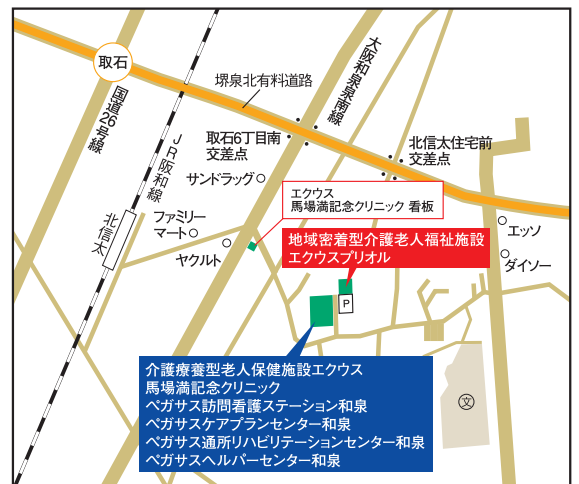 取石
堺泉北有料道路
大阪和泉泉南線
国道26号線
JR阪和線
取石6丁目南
交差点
北信太住宅前
交差点
サンドラッグ
エクウス
馬場満記念クリニック 看板
北信太
ファミリー
マート
ヤクルト
エッソ
ダイソー
地域密着型介護老人福祉施設
エクウスプリオル
P
介護療養型老人保健施設エクウス
馬場満記念クリニック
ペガサス訪問看護ステーション和泉
ペガサスケアプランセンター和泉
ペガサス通所リハビリテーションセンター和泉
ペガサスヘルパーセンター和泉
文